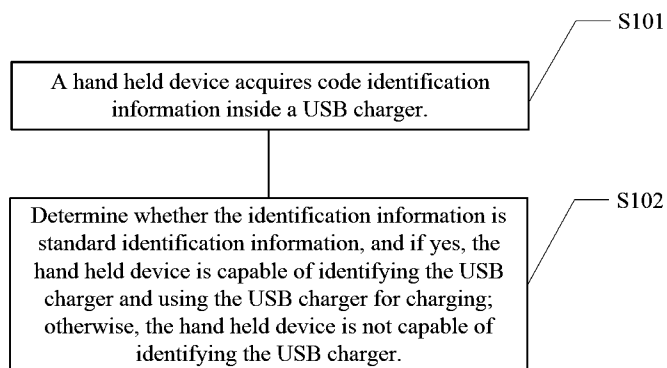 S101
A hand held device acquires code identification
information inside a USB charger.
S102
Determine whether the identification information is
standard identification information, and if yes, the
hand held device is capable of identifying the USB
charger and using the USB charger for charging;
otherwise, the hand held device is not capable of
identifying the USB charger.